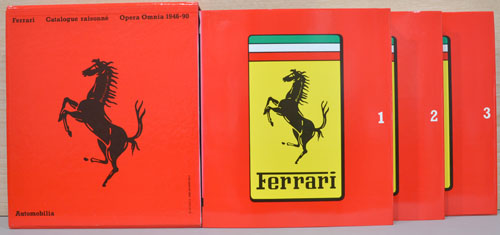 Ferrari Catalogue raisonné Opera Omnia 1946-90
Automobilia
Ferrari
1
2
3